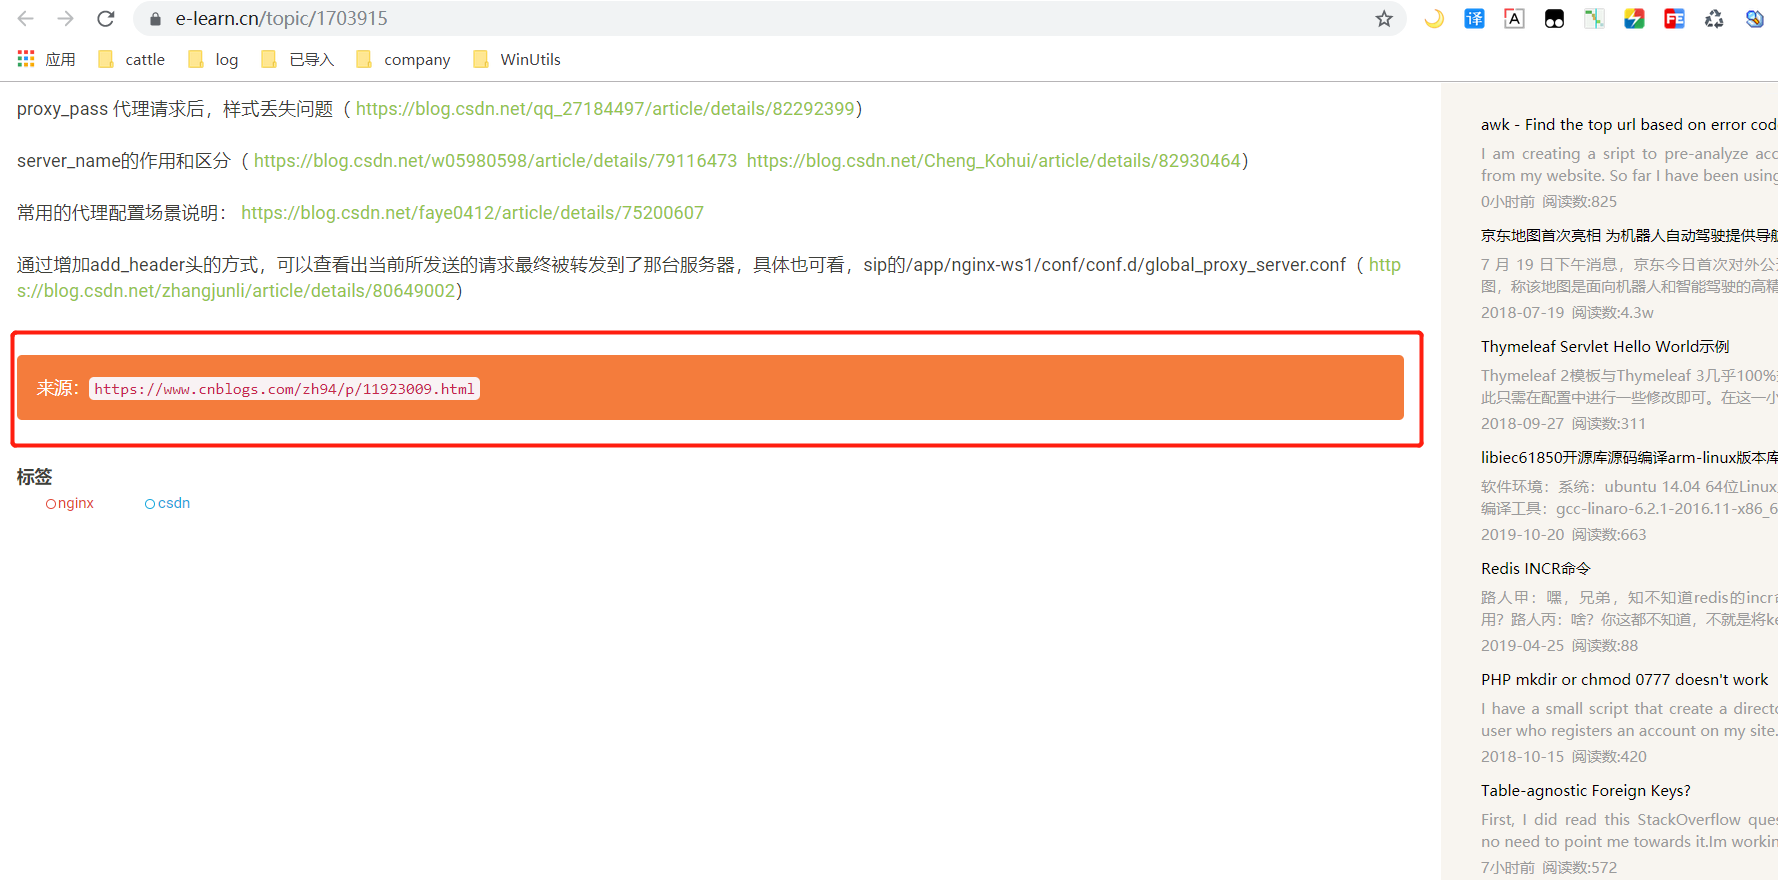 e-learn.cn/topic/1703915
译 A FE
应用 cattle log 已导入 company WinUtils
proxy_pass 代理请求后，样式丢失问题（ https://blog.csdn.net/qq_27184497/article/details/82292399）
server_name的作用和区分（ https://blog.csdn.net/w05980598/article/details/79116473 https://blog.csdn.net/Cheng_Kohui/article/details/82930464）
常用的代理配置场景说明： https://blog.csdn.net/faye0412/article/details/75200607
通过增加add_header头的方式，可以查看出当前所发送的请求最终被转发到了那台服务器，具体也可看，sip的/app/nginx-ws1/conf/conf.d/global_proxy_server.conf（ http
s://blog.csdn.net/zhangjunli/article/details/80649002）
来源： https://www.cnblogs.com/zh94/p/11923009.html
标签
nginx csdn
awk - Find the top url based on error cod
I am creating a sript to pre-analyze acc
from my website. So far I have been using
0小时前 阅读数:825
京东地图首次亮相 为机器人自动驾驶提供导航
7 月 19 日下午消息，京东今日首次对外公
图，称该地图是面向机器人和智能驾驶的高精
2018-07-19 阅读数:4.3w
Thymeleaf Servlet Hello World示例
Thymeleaf 2模板与Thymeleaf 3几乎100%
此只需在配置中进行一些修改即可。在这一小
2018-09-27 阅读数:311
libiec61850开源库源码编译arm-linux版本库
软件环境：系统：ubuntu 14.04 64位Linux
编译工具：gcc-linaro-6.2.1-2016.11-x86_6
2019-10-20 阅读数:663
Redis INCR命令
路人甲：嘿，兄弟，知不知道redis的incr
用？路人丙：啥？你这都不知道，不就是将ke
2019-04-25 阅读数:88
PHP mkdir or chmod 0777 doesn't work
I have a small script that create a directo
user who registers an account on my site.
2018-10-15 阅读数:420
Table-agnostic Foreign Keys?
First, I did read this StackOverflow ques
no need to point me towards it.Im workin
7小时前 阅读数:572